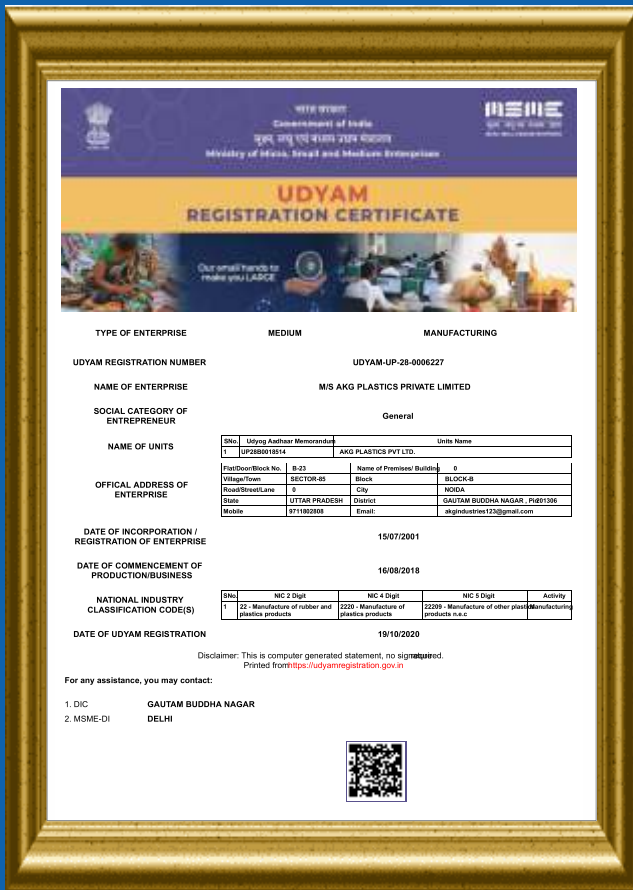 भारत सरकार
Government of India
सूक्ष्म, लघु एवं मध्यम उद्यम मंत्रालय
Ministry of Micro, Small and Medium Enterprises
UDYAM
REGISTRATION CERTIFICATE
Our small hands to
make you LARGE
TYPE OF ENTERPRISE MEDIUM MANUFACTURING
UDYAM REGISTRATION NUMBER UDYAM-UP-28-0006227
NAME OF ENTERPRISE M/S AKG PLASTICS PRIVATE LIMITED
SOCIAL CATEGORY OF
ENTREPRENEUR General
NAME OF UNITS
SNo. Udyog Aadhaar Memorandum Units Name
1 UP28B0018514 AKG PLASTICS PVT LTD.
OFFICAL ADDRESS OF
ENTERPRISE
Flat/Door/Block No. B-23 Name of Premises/ Building 0
Village/Town SECTOR-85 Block BLOCK-B
Road/Street/Lane 0 City NOIDA
State UTTAR PRADESH District GAUTAM BUDDHA NAGAR , Pin 201306
Mobile 9711802808 Email: akgindustries123@gmail.com
DATE OF INCORPORATION /
REGISTRATION OF ENTERPRISE 15/07/2001
DATE OF COMMENCEMENT OF
PRODUCTION/BUSINESS 16/08/2018
NATIONAL INDUSTRY
CLASSIFICATION CODE(S)
SNo. NIC 2 Digit NIC 4 Digit NIC 5 Digit Activity
1 22 - Manufacture of rubber and plastics products 2220 - Manufacture of plastics products 22209 - Manufacture of other plastics products n.e.c Manufacturing
DATE OF UDYAM REGISTRATION 19/10/2020
Disclaimer: This is computer generated statement, no signature required.
Printed from https://udyamregistration.gov.in
For any assistance, you may contact:
1. DIC GAUTAM BUDDHA NAGAR
2. MSME-DI DELHI